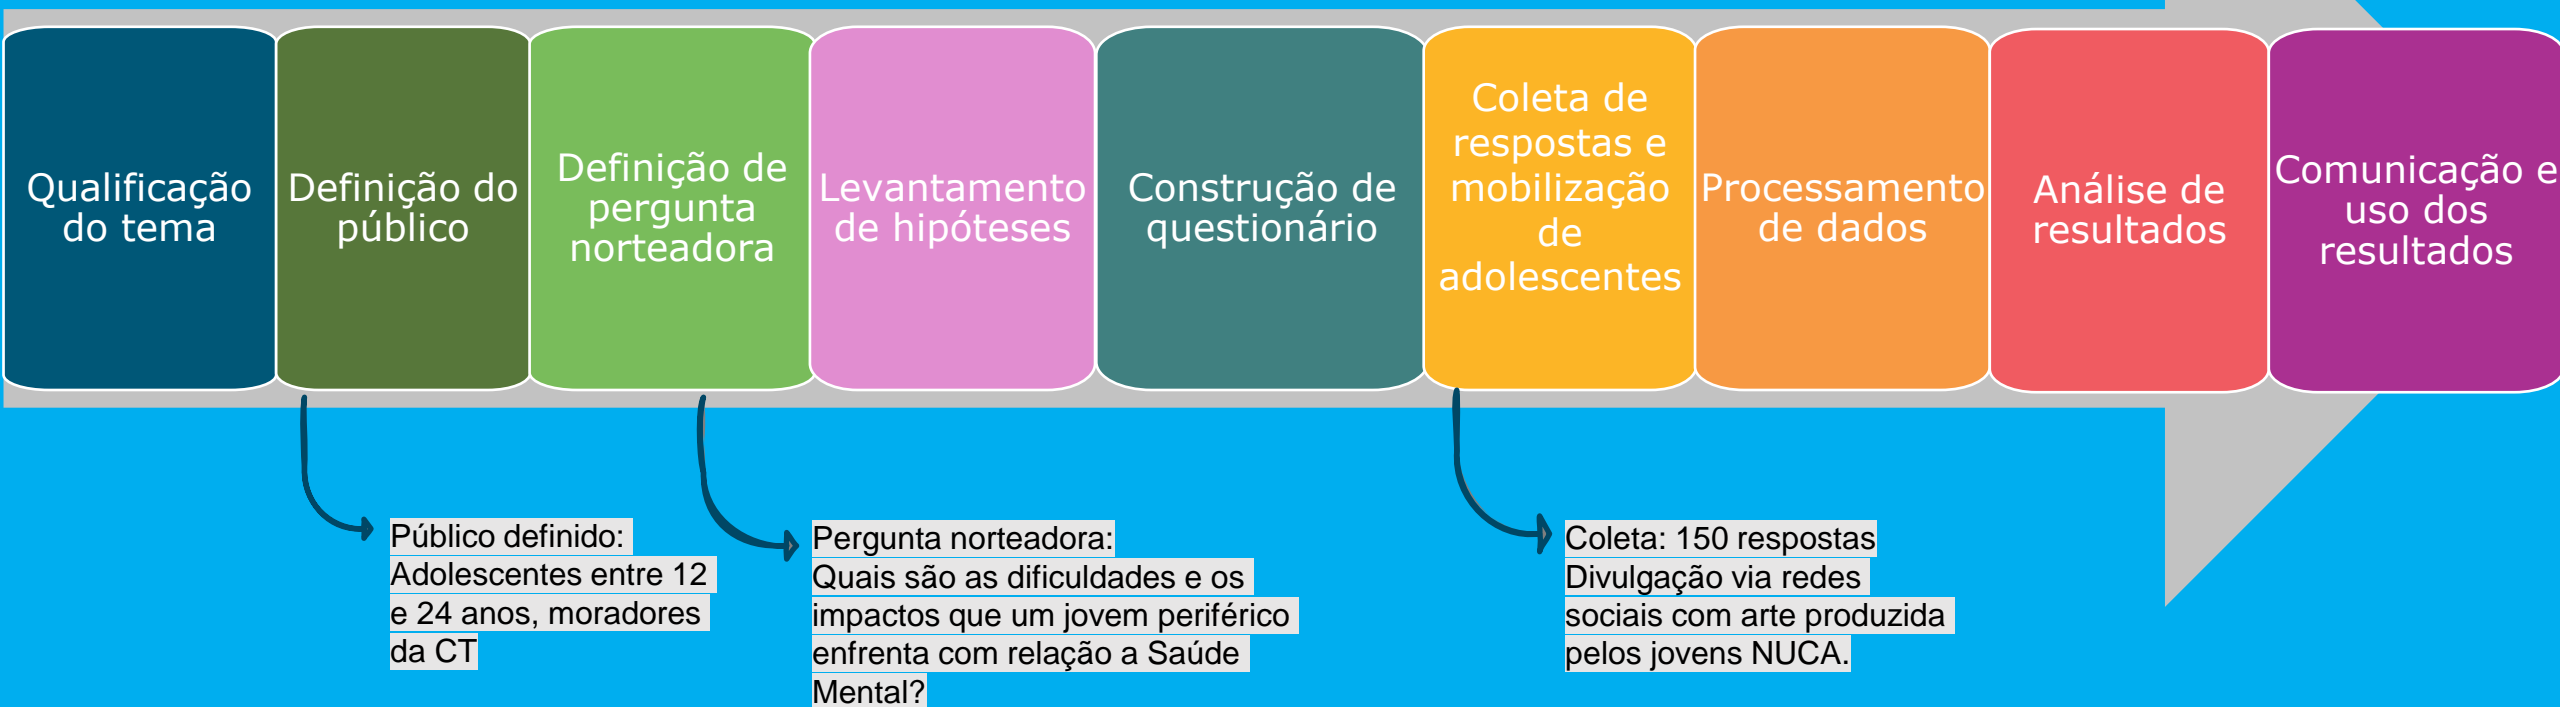 Qualificação
do tema
Definição do
público
Definição de
pergunta
norteadora
Levantamento
de hipóteses
Construção de
questionário
Coleta de
respostas e
mobilização
de
adolescentes
Processamento
de dados
Análise de
resultados
Comunicação e
uso dos
resultados
Público definido:
Adolescentes entre 12
e 24 anos, moradores
da CT
Pergunta norteadora:
Quais são as dificuldades e os
impactos que um jovem periférico
enfrenta com relação a Saúde
Mental?
Coleta: 150 respostas
Divulgação via redes
sociais com arte produzida
pelos jovens NUCA.